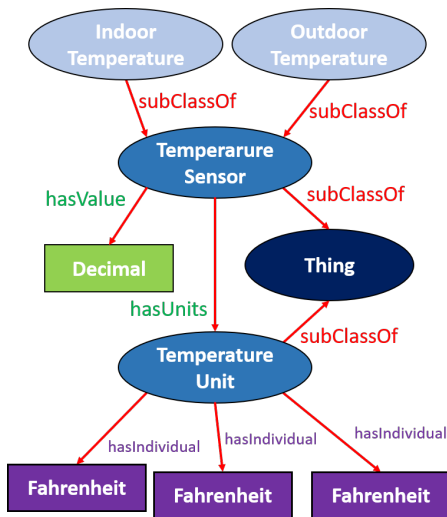 Indoor
Temperature
Outdoor
Temperature
subClassOf
subClassOf
Temperarure
Sensor
hasValue
subClassOf
Decimal
Thing
hasUnits
subClassOf
Temperature
Unit
hasIndividual
hasIndividual
hasIndividual
Fahrenheit
Fahrenheit
Fahrenheit